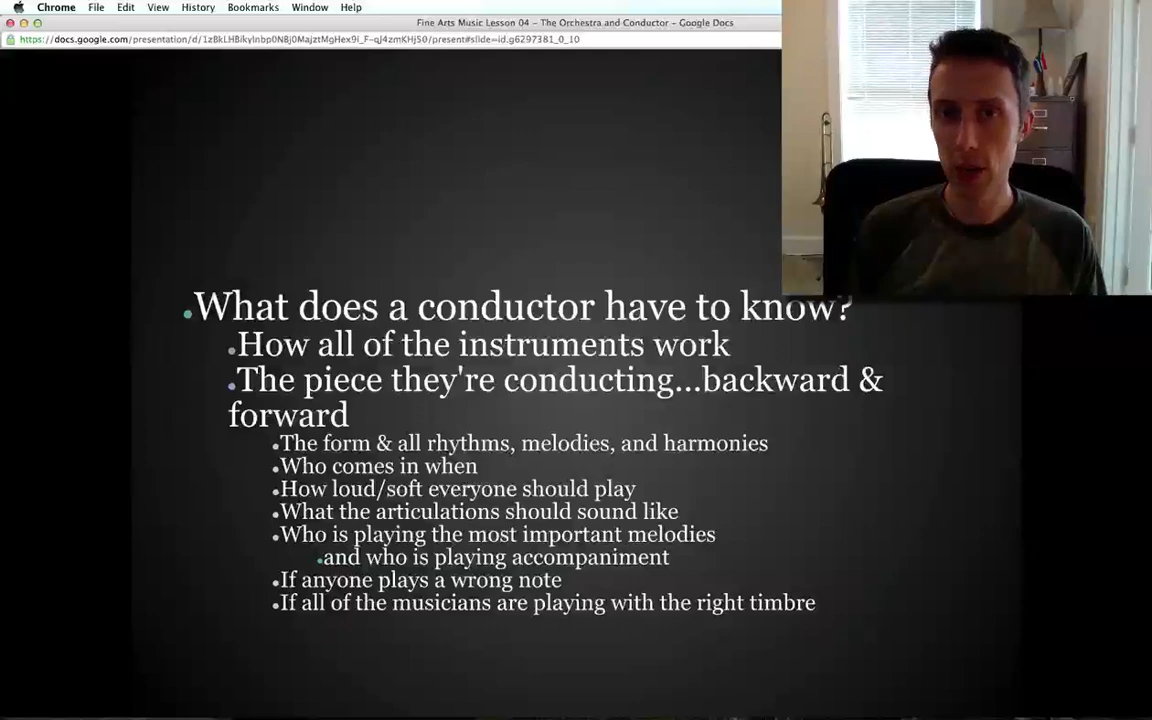 Chrome File Edit View History Bookmarks Window Help
Fine Arts Music Lesson 04 – The Orchestra and Conductor – Google Docs
•What does a conductor have to know?
•How all of the instruments work
•The piece they're conducting...backward &
forward
•The form & all rhythms, melodies, and harmonies
•Who comes in when
•How loud/soft everyone should play
•What the articulations should sound like
•Who is playing the most important melodies
•and who is playing accompaniment
•If anyone plays a wrong note
•If all of the musicians are playing with the right timbre